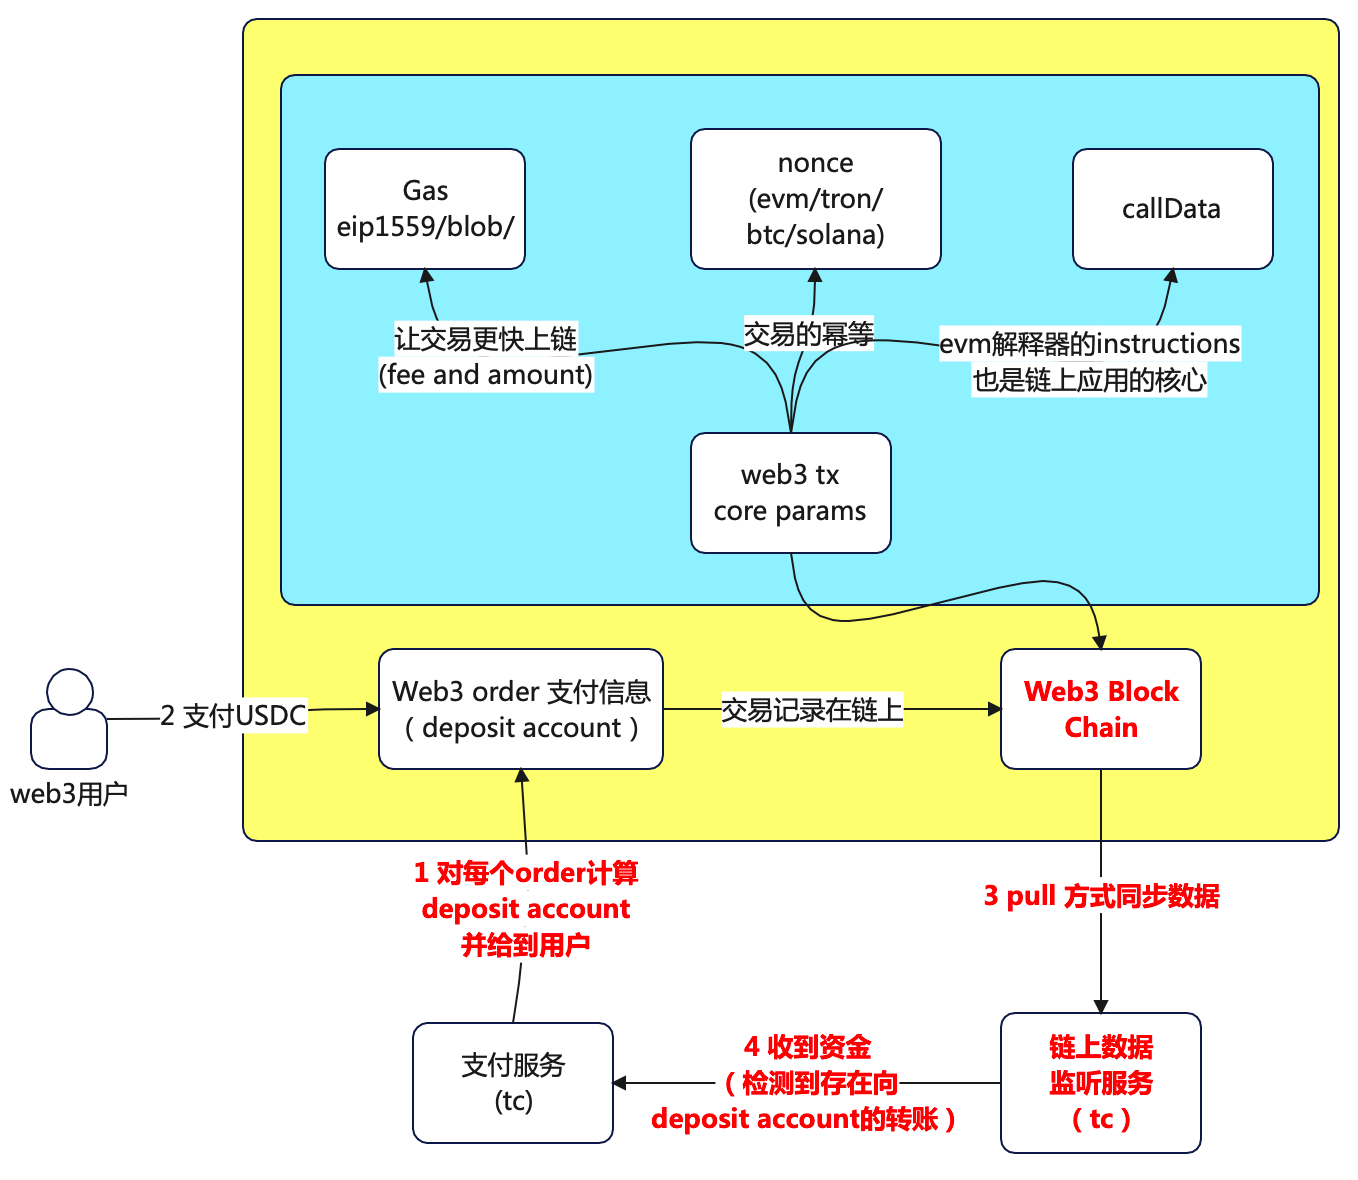 Gas
eip1559/blob/
nonce
(evm/tron/
btc/solana)
callData
让交易更快上链
(fee and amount)
交易的幂等
evm解释器的instructions
也是链上应用的核心
web3 tx
core params
web3用户
2 支付USDC
Web3 order 支付信息
（deposit account）
交易记录在链上
Web3 Block
Chain
1 对每个order计算
deposit account
并给到用户
3 pull 方式同步数据
支付服务
(tc)
4 收到资金
（检测到存在向
deposit account的转账）
链上数据
监听服务
（tc）